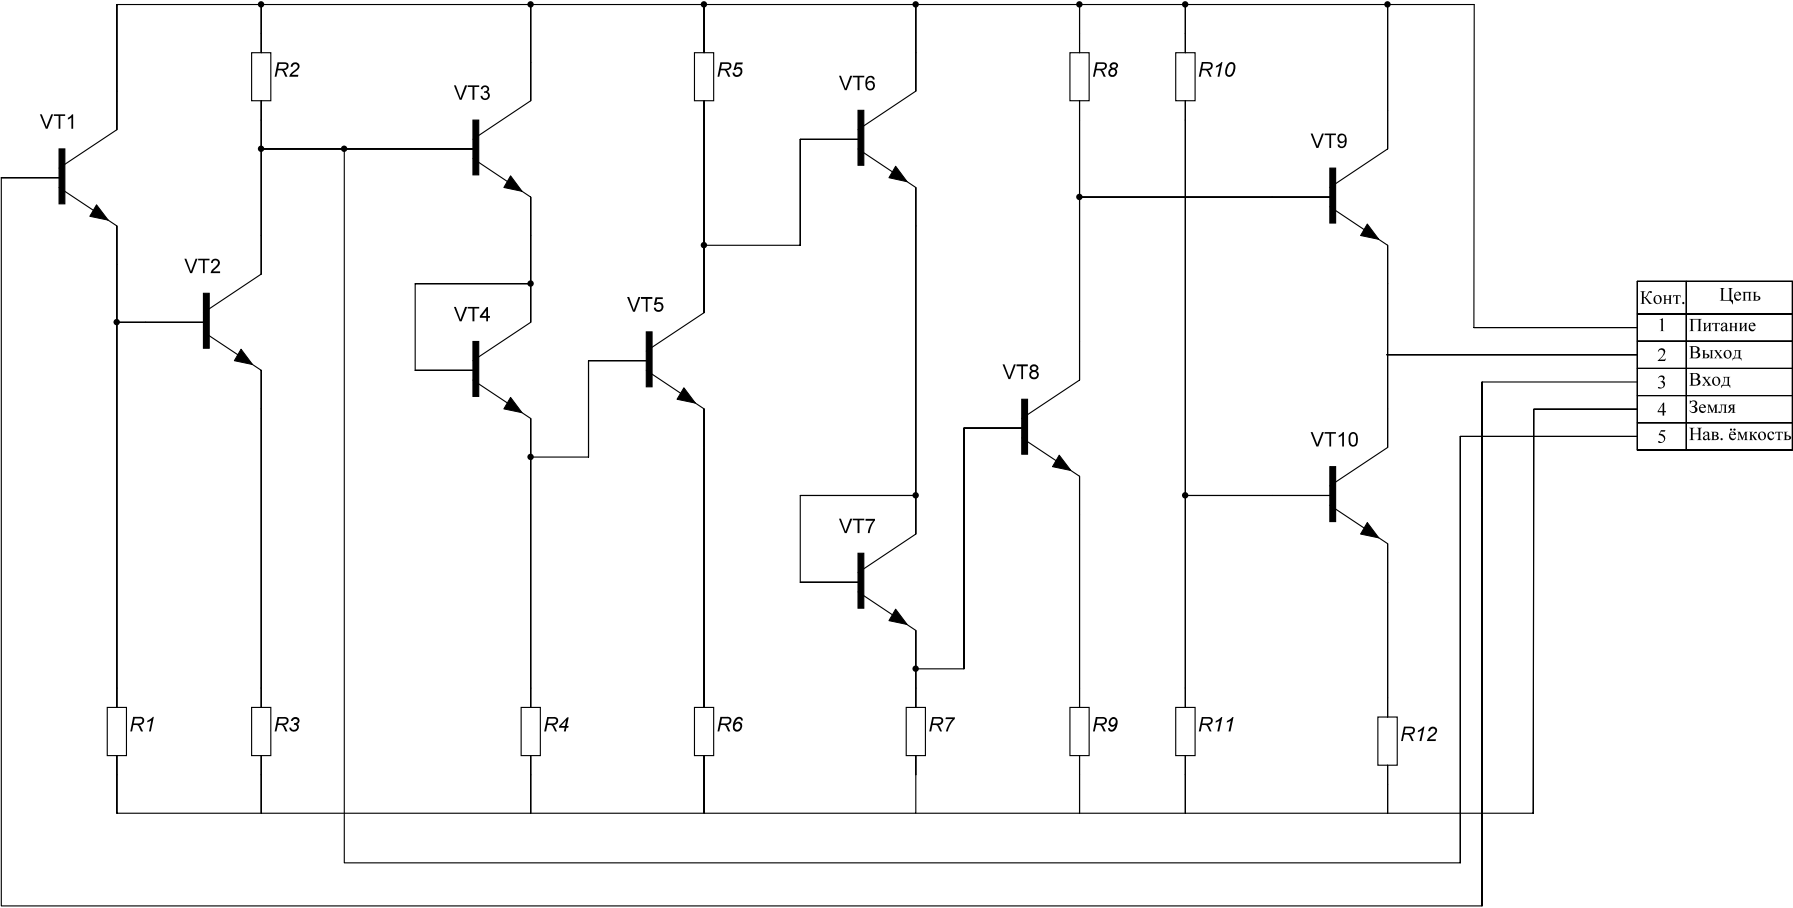 R2
R5
R8
R10
VT6
VT3
VT1
VT9
VT2
VT5
VT4
VT8
VT10
VT7
Конт. Цепь
1 Питание
2 Выход
3 Вход
4 Земля
5 Нав. ёмкость
R1
R3
R4
R6
R7
R9
R11
R12